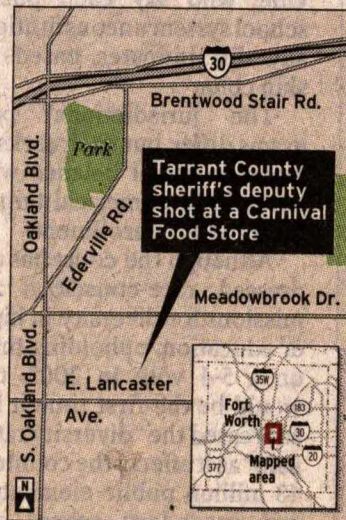 30
Brentwood Stair Rd.
Oakland Blvd.
Park
Ederville Rd.
Tarrant County
sheriff's deputy
shot at a Carnival
Food Store
Meadowbrook Dr.
S. Oakland Blvd.
E. Lancaster
Ave.
N
35W
Fort
Worth
183
30
20
377
Mapped
area